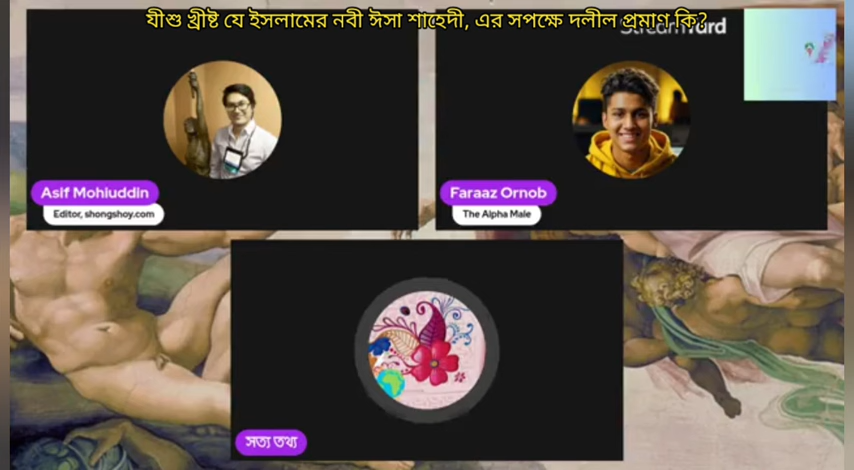 যীশু খ্রীষ্ট যে ইসলামের নবী ঈসা শাহেদী, এর সপক্ষে দলীল প্রমাণ কি?
StreamYard
Asif Mohiuddin
Editor, shongshoy.com
Faraaz Ornob
The Alpha Male
সত্য তথ্য